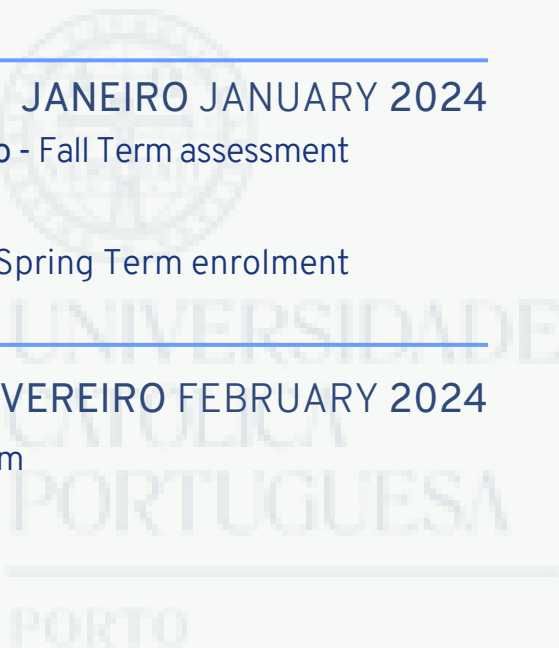 JANEIRO JANUARY 2024
o - Fall Term assessment
Spring Term enrolment
UNIVERSIDADE
VEREIRO FEBRUARY 2024
CATÓLICA
m
PORTUGUESA
PORTO